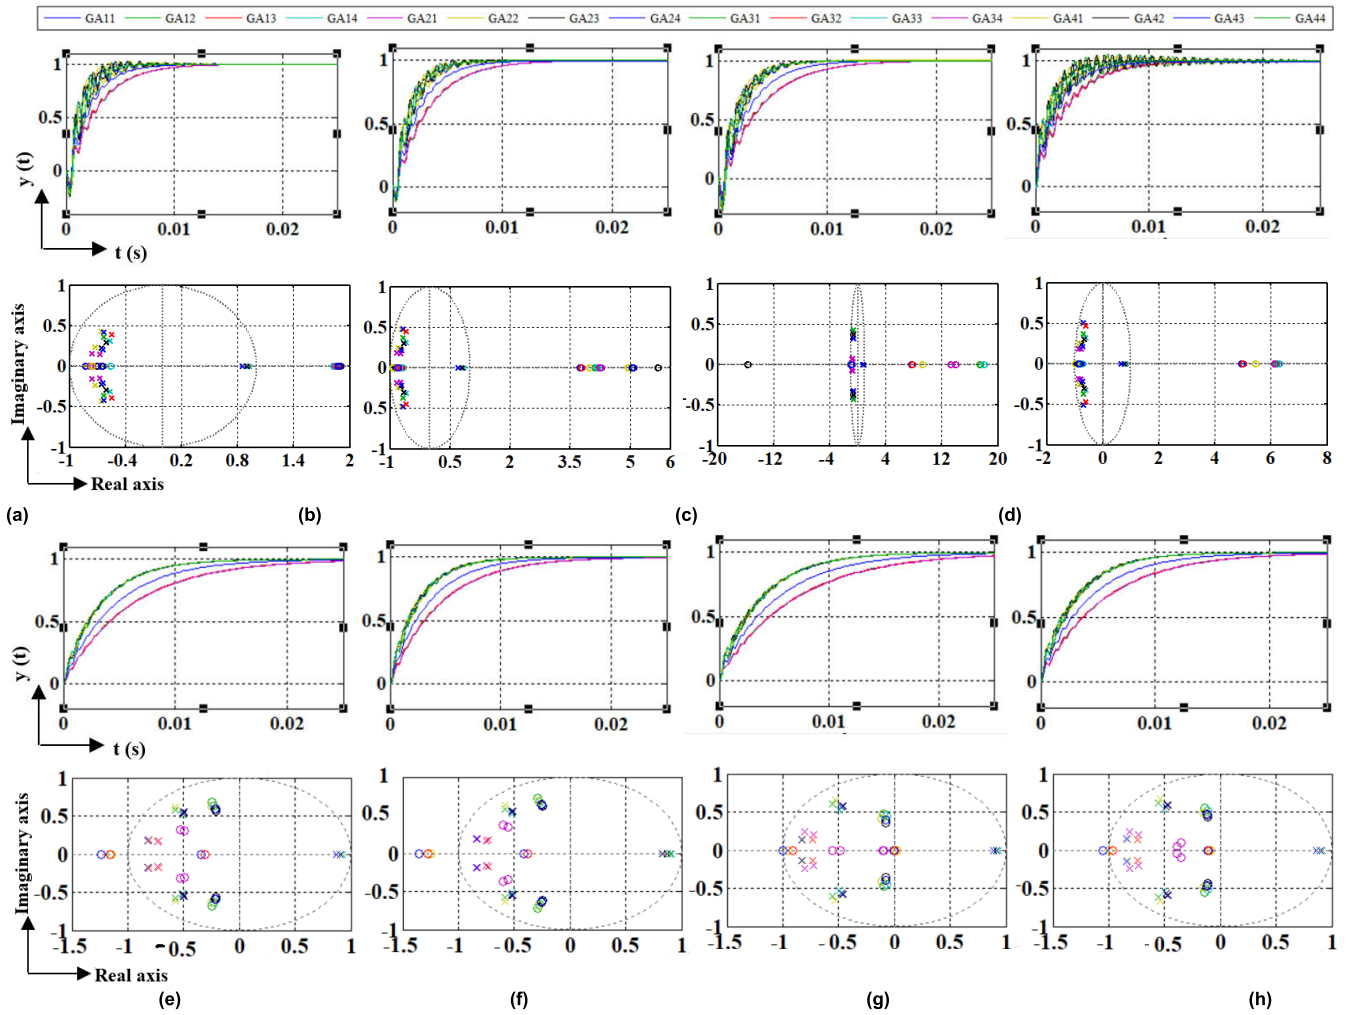 GA11 GA12 GA13 GA14 GA21 GA22 GA23 GA24 GA31 GA32 GA33 GA34 GA41 GA42 GA43 GA44
1 1 1 1
0.5 0.5 0.5 0.5
0 0 0 0
y (t)
0 0.01 0.02 0 0.01 0.02 0 0.01 0.02 0 0.01 0.02
t (s)
1 1 1 1
0.5 0.5 0.5 0.5
0 0 0 0
-0.5 -0.5 -0.5 -0.5
-1 -1 -1 -1
Imaginary axis
-1 -0.4 0.2 0.8 1.4 2 -1 0.5 2 3.5 5 6 -20 -12 -4 4 12 20 -2 0 2 4 6 8
Real axis
(a) (b) (c) (d)
1 1 1 1
0.5 0.5 0.5 0.5
0 0 0 0
y (t)
0 0.01 0.02 0 0.01 0.02 0 0.01 0.02 0 0.01 0.02
t (s)
1 1 1 1
0.5 0.5 0.5 0.5
0 0 0 0
-0.5 -0.5 -0.5 -0.5
-1 -1 -1 -1
Imaginary axis
-1.5 -1 -0.5 0 0.5 1 -1.5 -1 -0.5 0 0.5 1 -1.5 -1 -0.5 0 0.5 1 -1.5 -1 -0.5 0 0.5 1
Real axis
(e) (f) (g) (h)